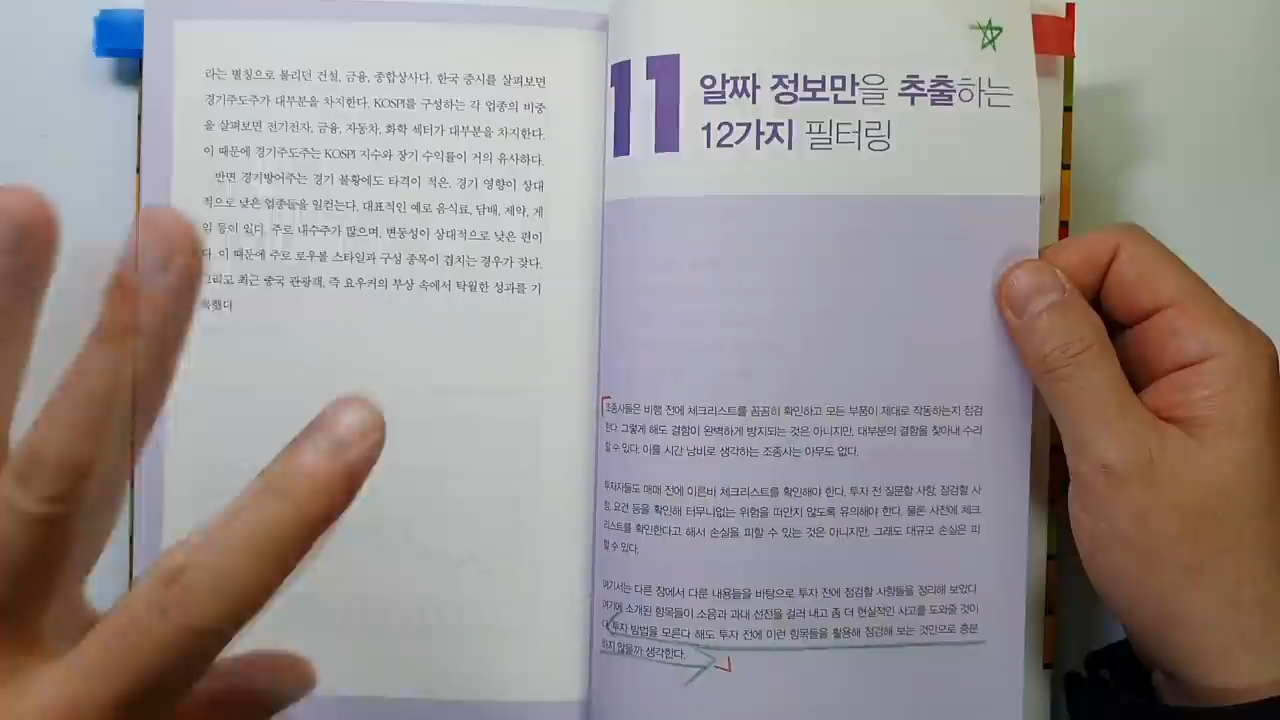 라는 별칭으로 불리던 건설, 금융, 종합상사다. 한국 증시를 살펴보면
경기주도주가 대부분을 차지한다. KOSPI를 구성하는 각 업종의 비중
을 살펴보면 전기전자, 금융, 자동차, 화학 섹터가 대부분을 차지한다.
이 때문에 경기주도주는 KOSPI 지수와 장기 수익률이 거의 유사하다.
반면 경기방어주는 경기 불황에도 타격이 적은, 경기 영향이 상대
적으로 낮은 업종들을 일컫는다. 대표적인 예로 음식료, 담배, 제약, 게
임 등이 있다. 주로 내수주가 많으며, 변동성이 상대적으로 낮은 편이
다. 이 때문에 주로 로우볼 스타일과 구성 종목이 겹치는 경우가 잦다.
그리고 최근 중국 관광객, 즉 요우커의 부상 속에서 탁월한 성과를 기
록했다
11 알짜 정보만을 추출하는
12가지 필터링
조종사들은 비행 전에 체크리스트를 꼼꼼히 확인하고 모든 부품이 제대로 작동하는지 점검
한다. 그렇게 해도 결함이 완벽하게 방지되는 것은 아니지만, 대부분의 결함을 찾아내 수리
할 수 있다. 이를 시간 낭비로 생각하는 조종사는 아무도 없다.
투자자들도 매매 전에 이른바 체크리스트를 확인해야 한다. 투자 전 질문할 사항, 점검할 사
항, 요건 등을 확인해 터무니없는 위험을 떠안지 않도록 유의해야 한다. 물론 사전에 체크
리스트를 확인한다고 해서 손실을 피할 수 있는 것은 아니지만, 그래도 대규모 손실은 피
할 수 있다.
여기서는 다른 장에서 다룬 내용들을 바탕으로 투자 전에 점검할 사항들을 정리해 보았다.
여기에 소개된 항목들이 소음과 과대 선전을 걸러 내고 좀 더 현실적인 사고를 도와줄 것이
다. 투자 방법을 모른다 해도 투자 전에 이런 항목들을 활용해 점검해 보는 것만으로 충분
하지 않을까 생각한다.